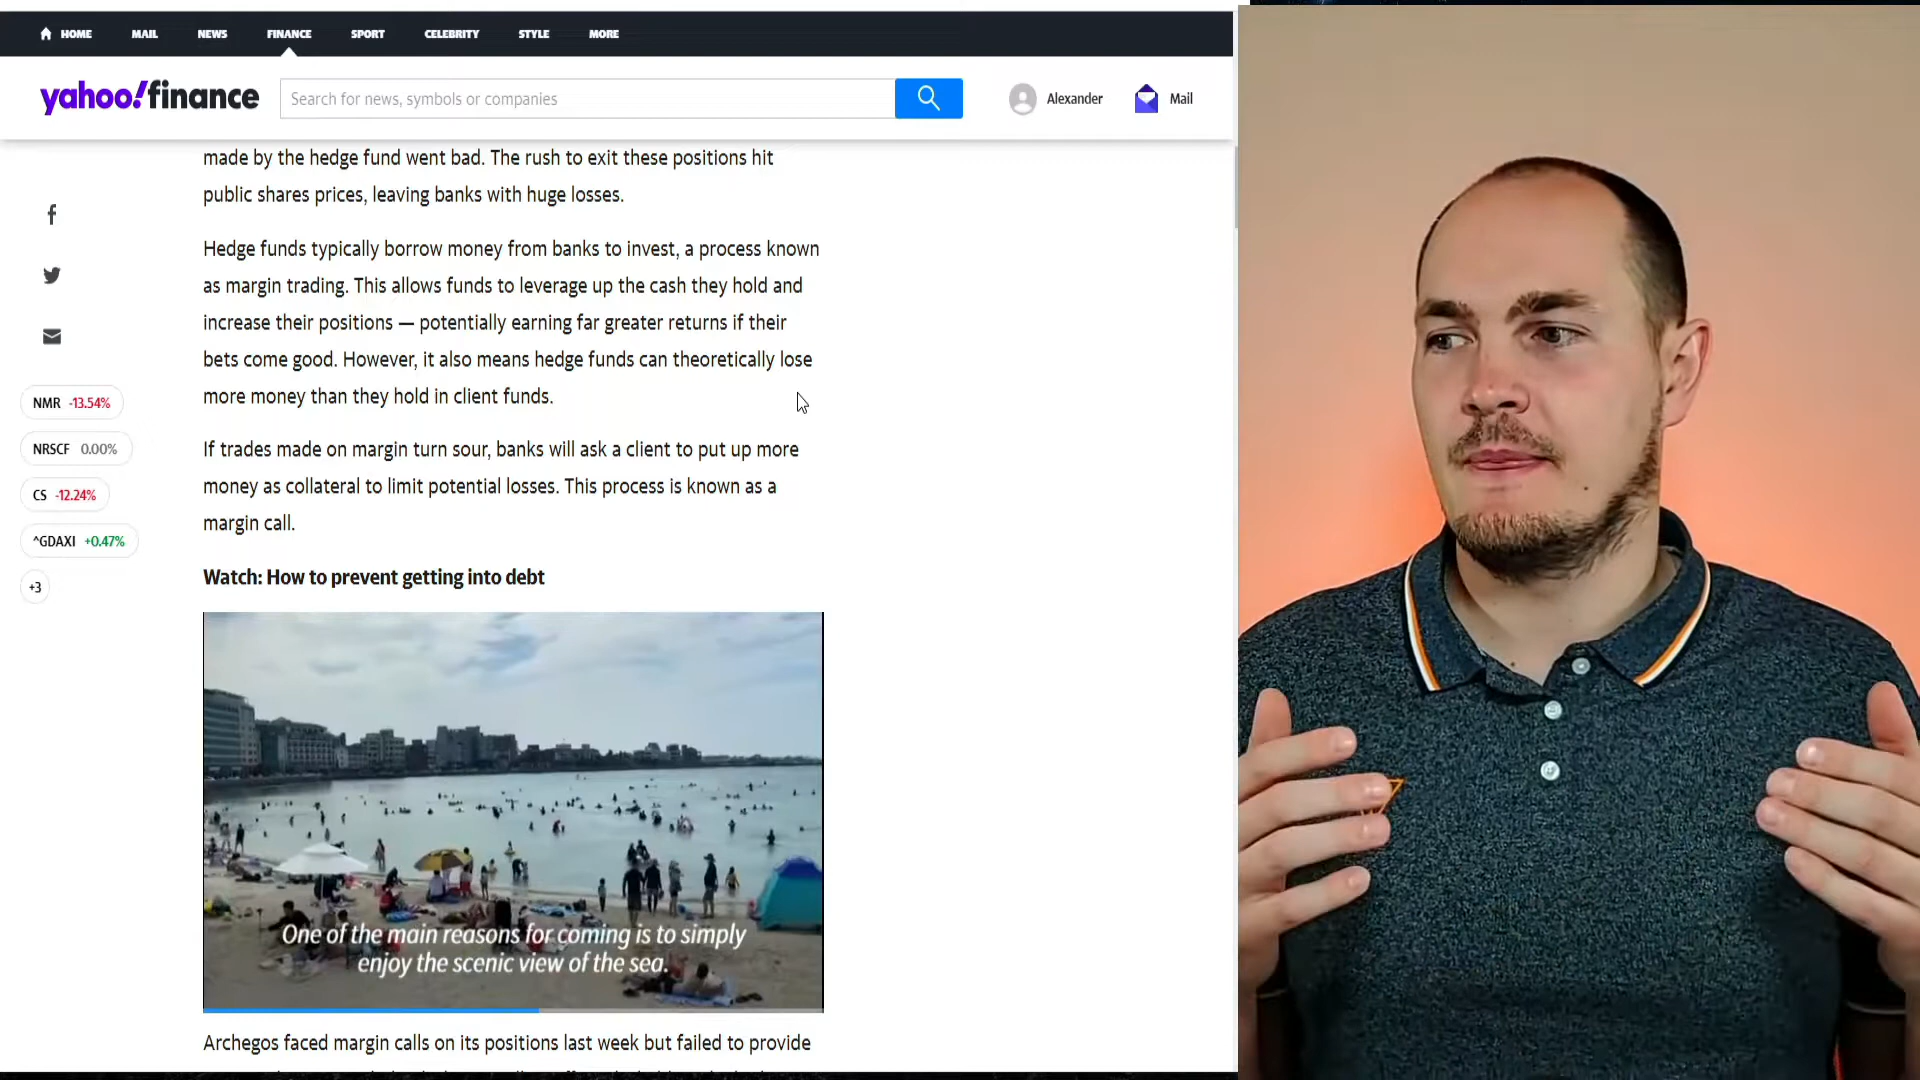 HOME MAIL NEWS FINANCE SPORT CELEBRITY STYLE MORE
yahoo!finance
Search for news, symbols or companies
Alexander
Mail
made by the hedge fund went bad. The rush to exit these positions hit
public shares prices, leaving banks with huge losses.
Hedge funds typically borrow money from banks to invest, a process known
as margin trading. This allows funds to leverage up the cash they hold and
increase their positions — potentially earning far greater returns if their
bets come good. However, it also means hedge funds can theoretically lose
more money than they hold in client funds.
NMR -13.54%
NRSCF 0.00%
CS -12.24%
^GDAXI +0.47%
+3
If trades made on margin turn sour, banks will ask a client to put up more
money as collateral to limit potential losses. This process is known as a
margin call.
Watch: How to prevent getting into debt
One of the main reasons for coming is to simply
enjoy the scenic view of the sea.
Archegos faced margin calls on its positions last week but failed to provide